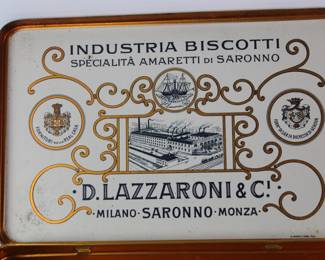 INDUSTRIA BISCOTTI
SPECIALITÀ AMARETTI DI SARONNO
D. LAZZARONI & C!
· MILANO · SARONNO · MONZA ·